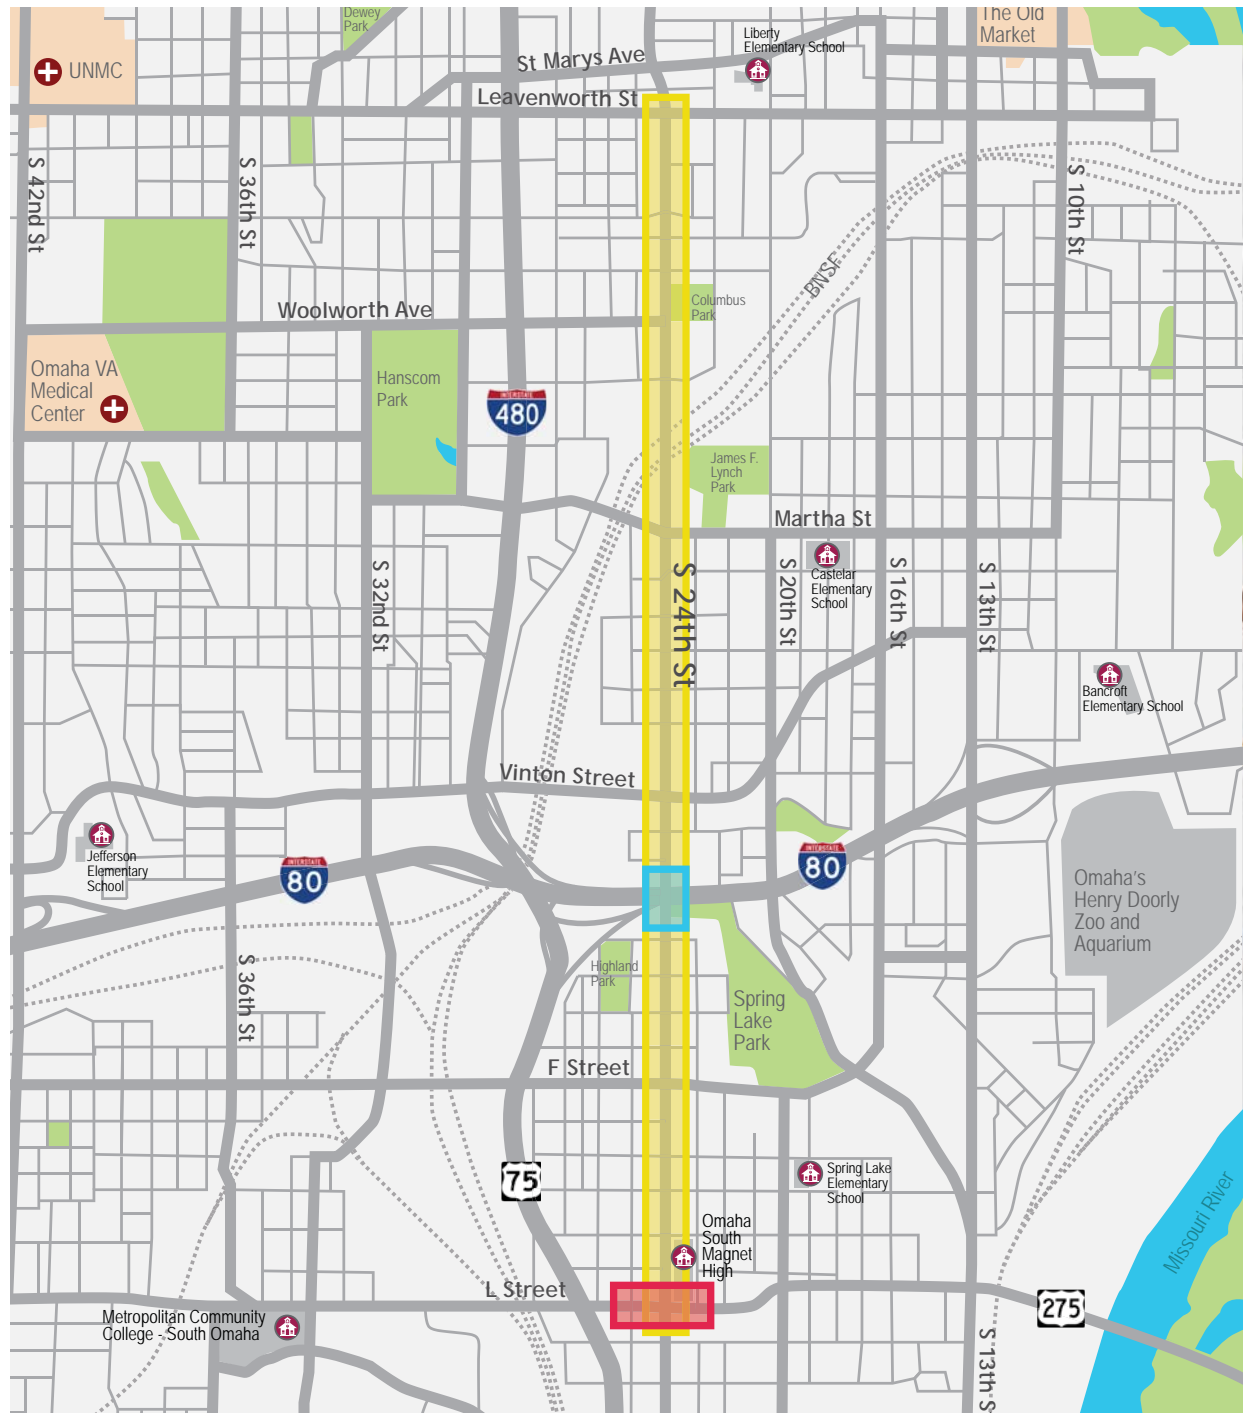 Dewey
Park
The Old
Market
Liberty
Elementary School
UNMC
St Marys Ave
Leavenworth St
S 42nd St
S 36th St
S 10th St
BNSF
Columbus
Park
Woolworth Ave
Omaha VA
Medical
Center
Hanscom
Park
INTERSTATE
480
James F.
Lynch
Park
Martha St
Castelar
Elementary
School
S 32nd St
S 24th St
S 20th St
S 16th St
S 13th St
Bancroft
Elementary School
Vinton Street
Jefferson
Elementary
School
INTERSTATE
80
INTERSTATE
80
Omaha's
Henry Doorly
Zoo and
Aquarium
S 36th St
Highland
Park
Spring
Lake
Park
F Street
75
Spring Lake
Elementary
School
Omaha
South
Magnet
High
Missouri River
L Street
Metropolitan Community
College - South Omaha
275
S 13th S